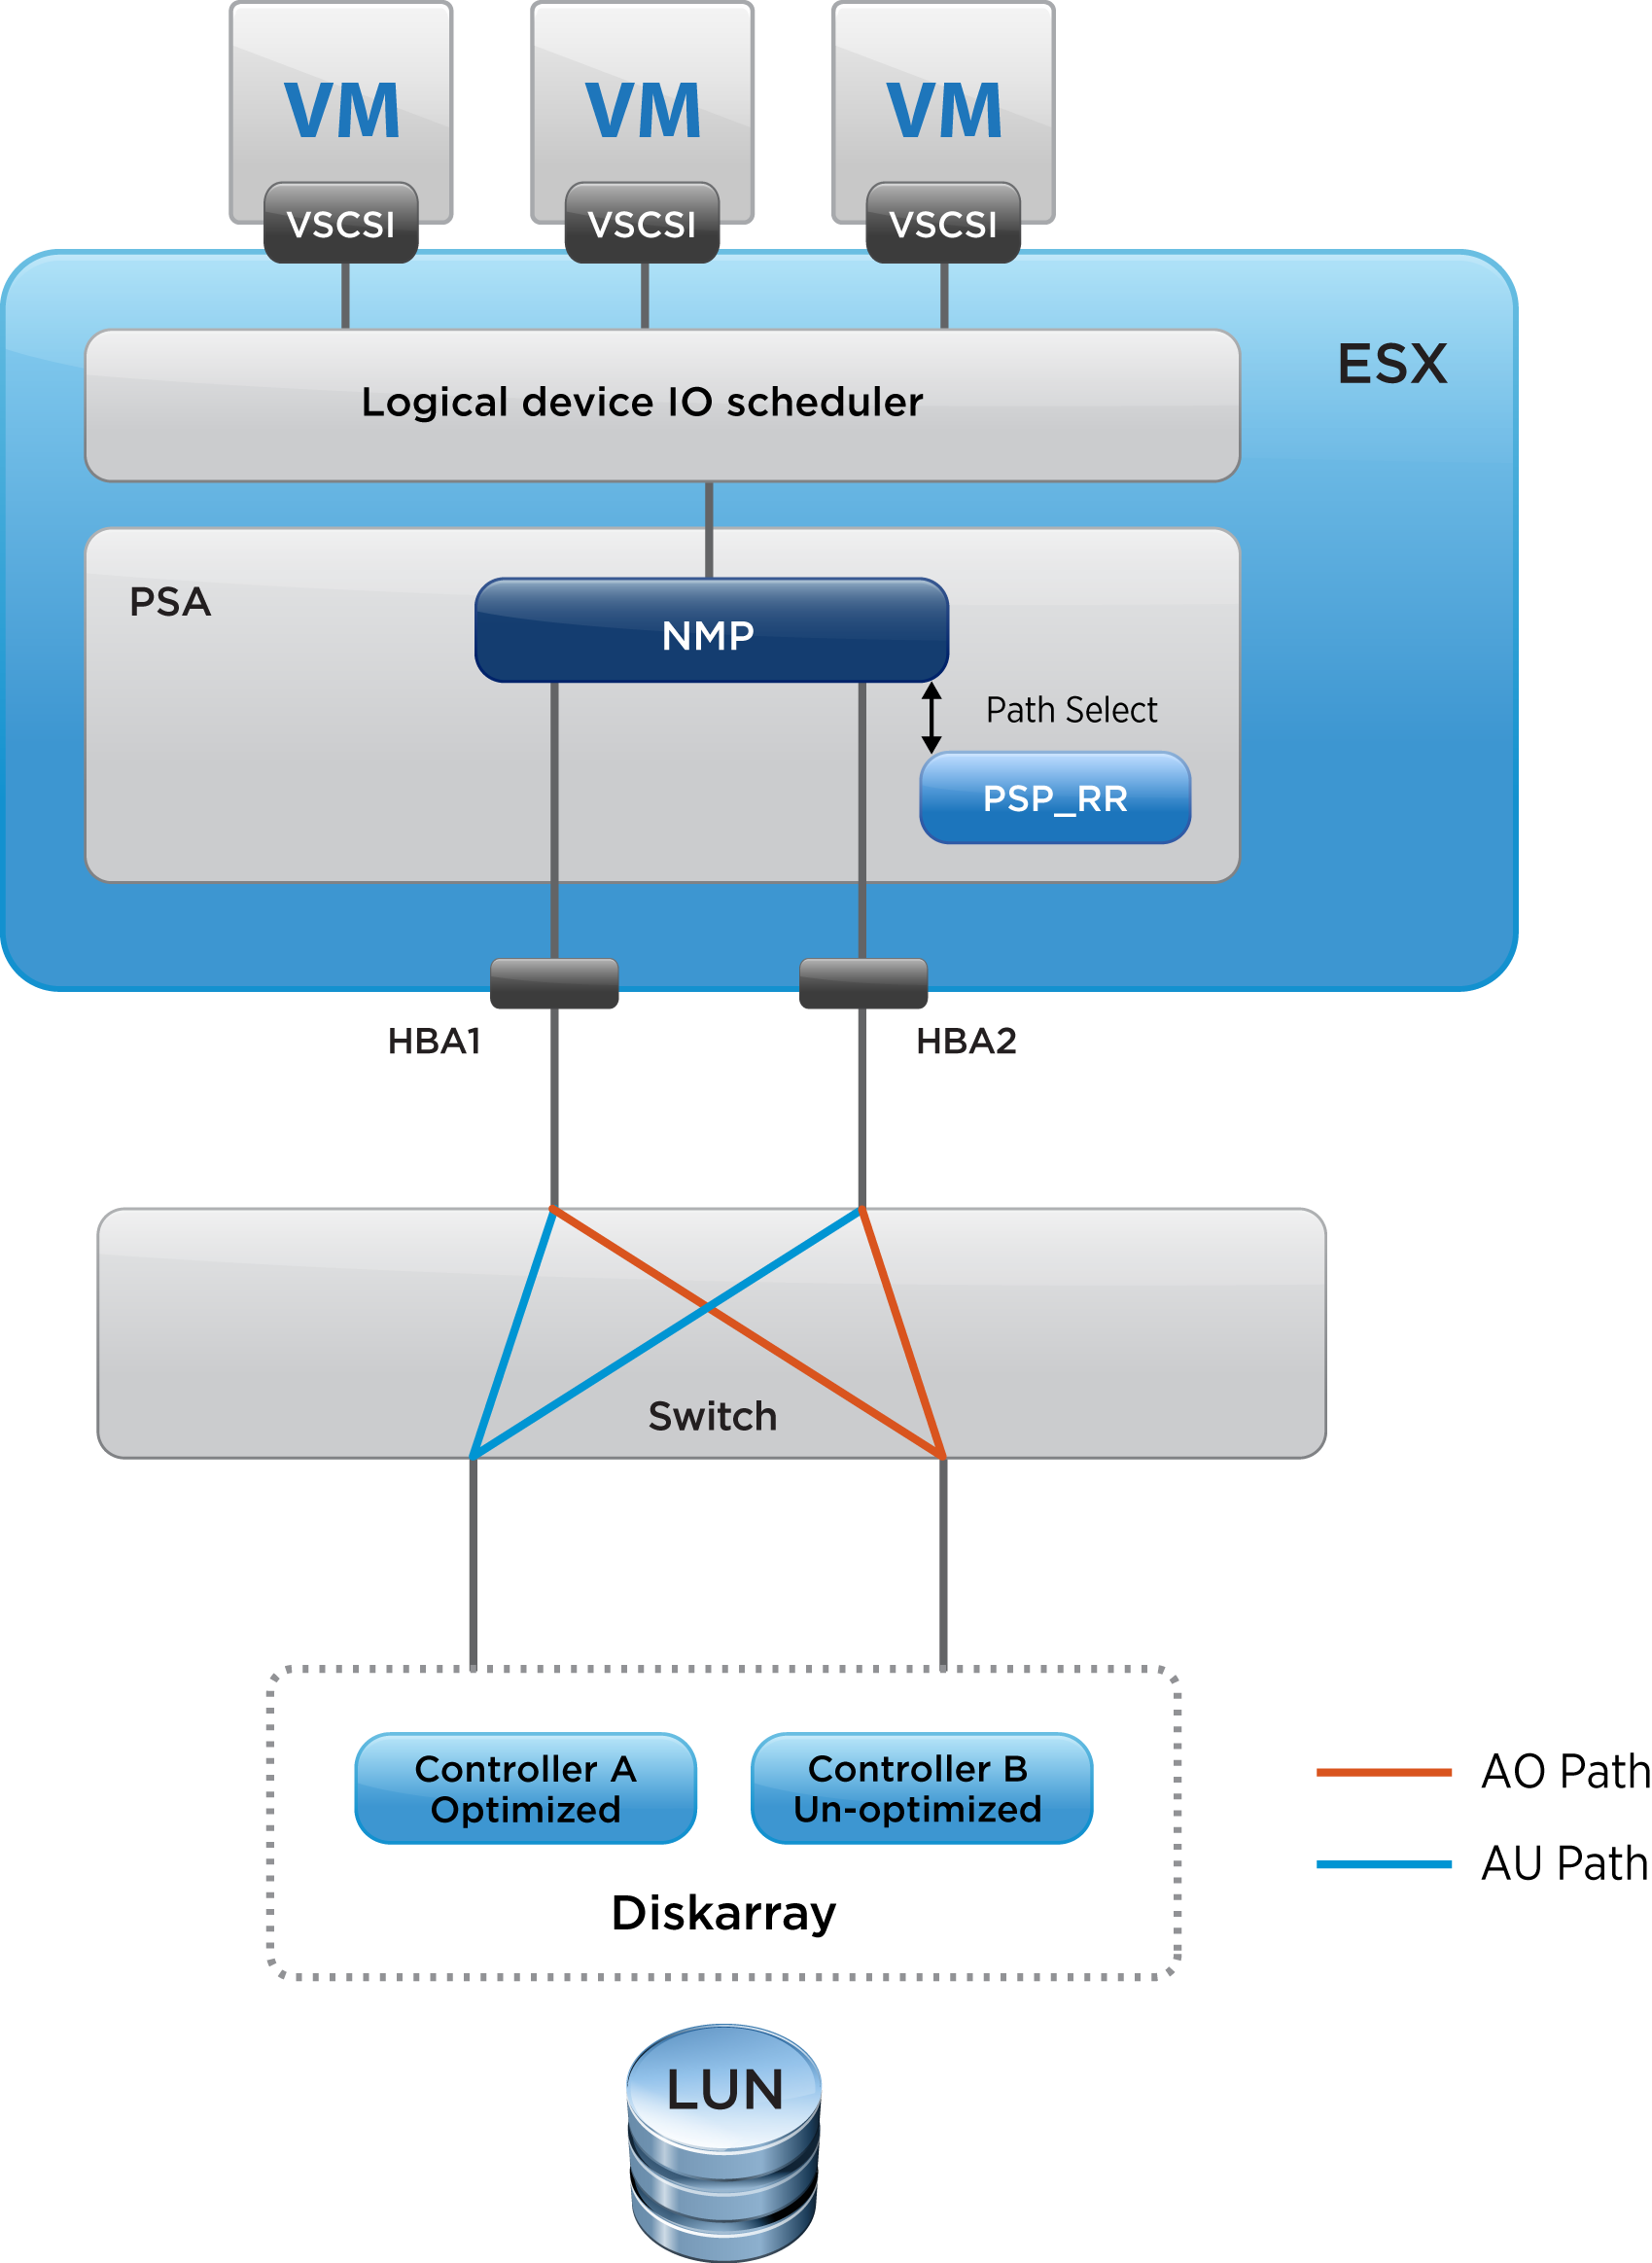 VM
VM
VM
VSCSI
VSCSI
VSCSI
ESX
Logical device IO scheduler
PSA
NMP
Path Select
PSP_RR
HBA1
HBA2
Switch
Controller A
Optimized
Controller B
Un-optimized
AO Path
AU Path
Diskarray
LUN